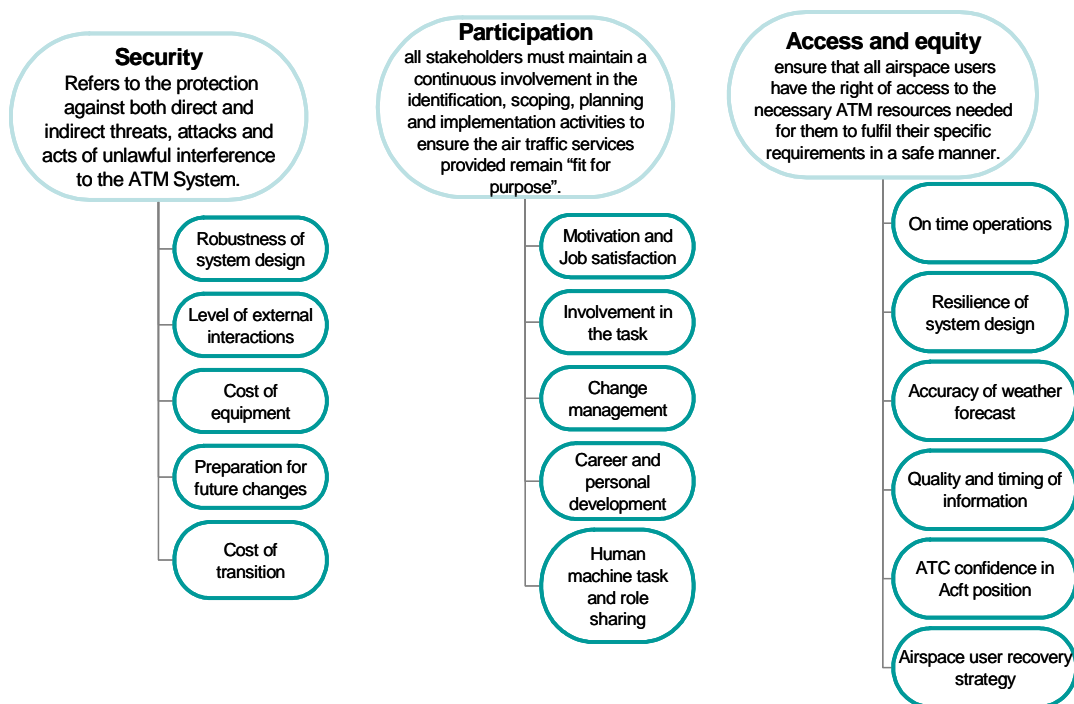 Security
Refers to the protection
against both direct and
indirect threats, attacks and
acts of unlawful interference
to the ATM System.
Robustness of
system design
Level of external
interactions
Cost of
equipment
Preparation for
future changes
Cost of
transition
Participation
all stakeholders must maintain a
continuous involvement in the
identification, scoping, planning
and implementation activities to
ensure the air traffic services
provided remain “fit for
purpose”.
Motivation and
Job satisfaction
Involvement in
the task
Change
management
Career and
personal
development
Human
machine task
and role
sharing
Access and equity
ensure that all airspace users
have the right of access to the
necessary ATM resources needed
for them to fulfil their specific
requirements in a safe manner.
On time operations
Resilience of
system design
Accuracy of weather
forecast
Quality and timing of
information
ATC confidence in
Acft position
Airspace user recovery
strategy